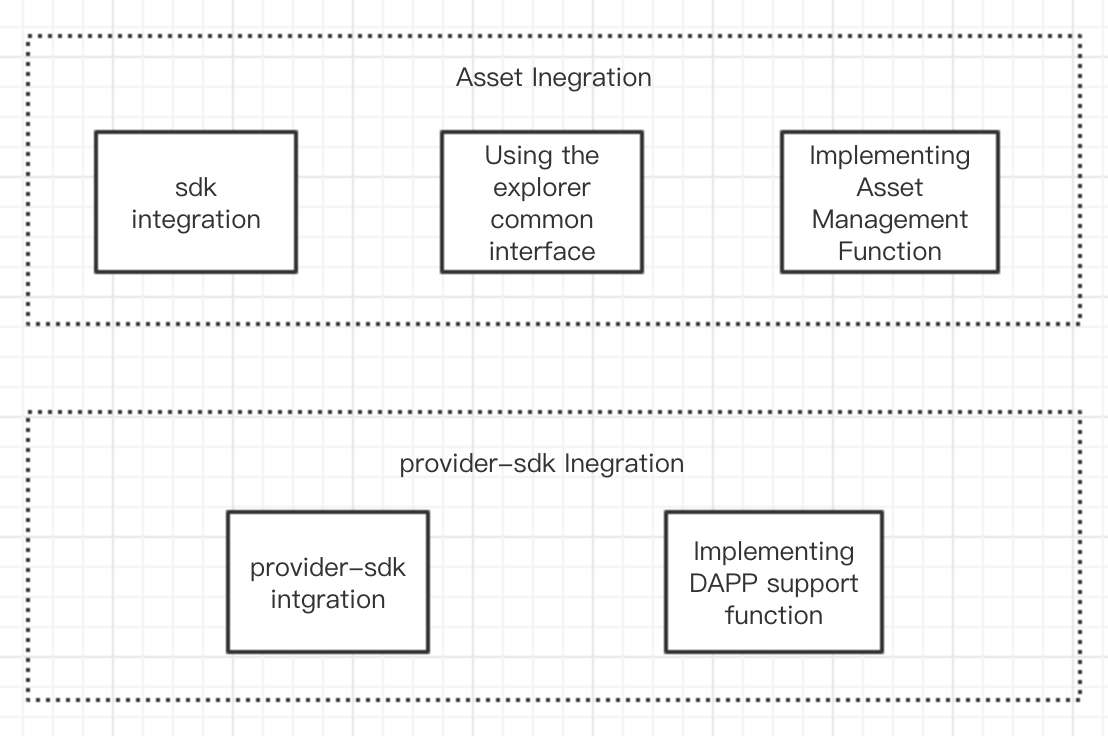 Asset Inegration
sdk
integration
Using the
explorer
common
interface
Implementing
Asset
Management
Function
provider-sdk Inegration
provider-sdk
intgration
Implementing
DAPP support
function